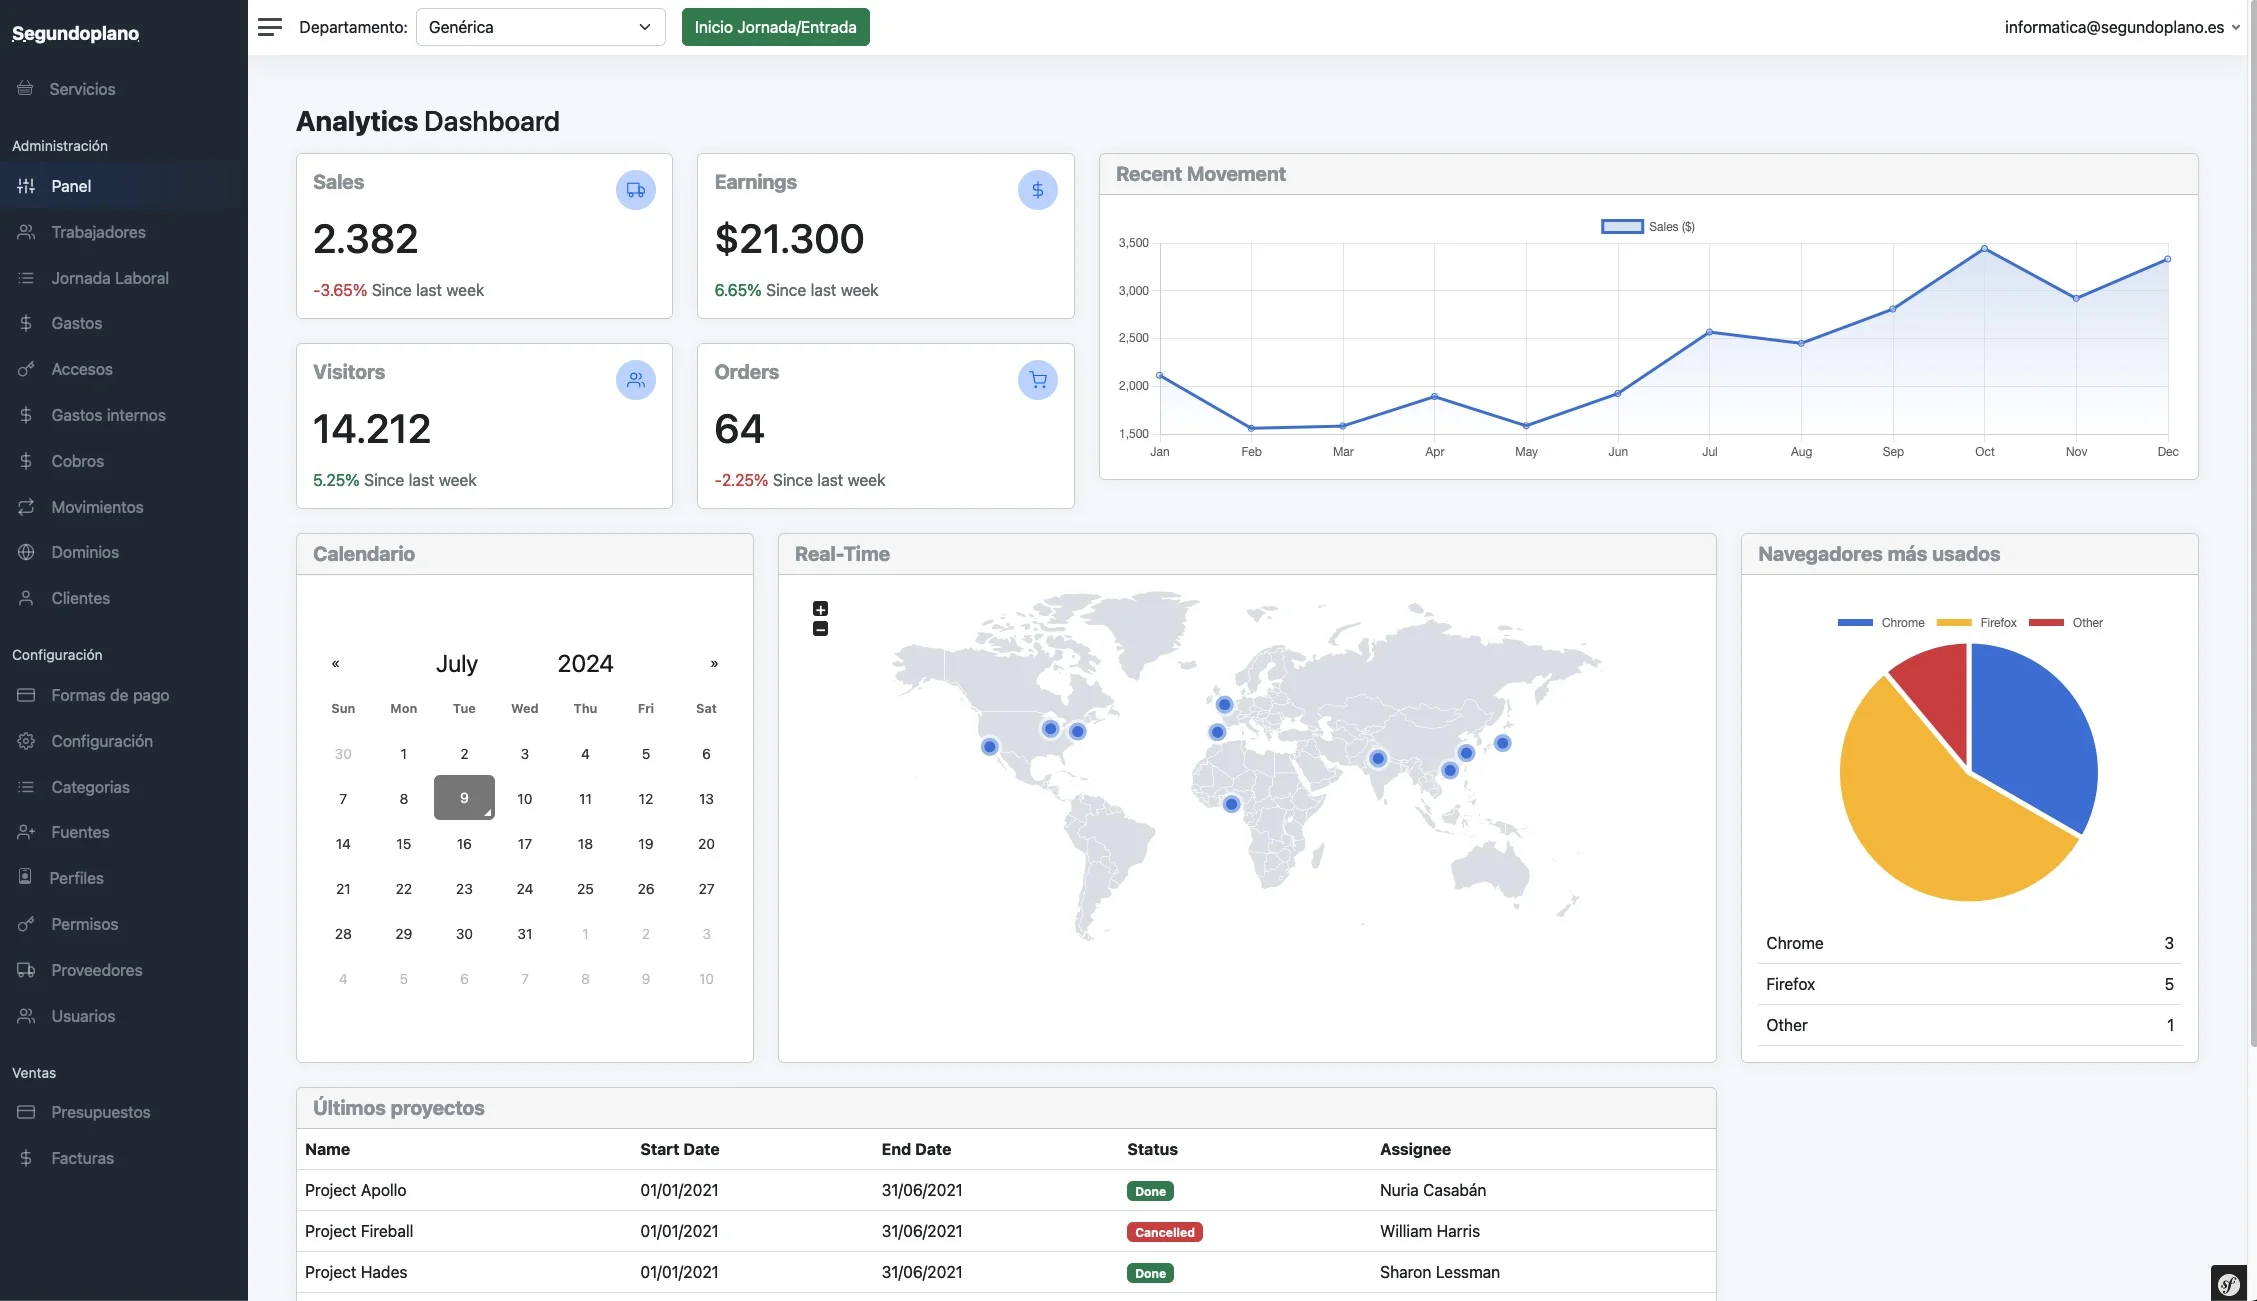 Segundoplano
Servicios
Administración
Panel
Trabajadores
Jornada Laboral
Gastos
Accesos
Gastos internos
Cobros
Movimientos
Dominios
Clientes
Configuración
Formas de pago
Configuración
Categorias
Fuentes
Perfiles
Permisos
Proveedores
Usuarios
Ventas
Presupuestos
Facturas
Departamento: Genérica Inicio Jornada/Entrada informatica@segundoplano.es
Analytics Dashboard
Sales
2.382
-3.65% Since last week
Earnings
$21.300
6.65% Since last week
Visitors
14.212
5.25% Since last week
Orders
64
-2.25% Since last week
Recent Movement
Sales ($)
3,500
3,000
2,500
2,000
1,500
Jan Feb Mar Apr May Jun Jul Aug Sep Oct Nov Dec
Calendario
« July 2024 »
Sun Mon Tue Wed Thu Fri Sat
30 1 2 3 4 5 6
7 8 9 10 11 12 13
14 15 16 17 18 19 20
21 22 23 24 25 26 27
28 29 30 31 1 2 3
4 5 6 7 8 9 10
Real-Time
+
−
Navegadores más usados
Chrome Firefox Other
Chrome 3
Firefox 5
Other 1
Últimos proyectos
Name Start Date End Date Status Assignee
Project Apollo 01/01/2021 31/06/2021 Done Nuria Casabán
Project Fireball 01/01/2021 31/06/2021 Cancelled William Harris
Project Hades 01/01/2021 31/06/2021 Done Sharon Lessman
sf